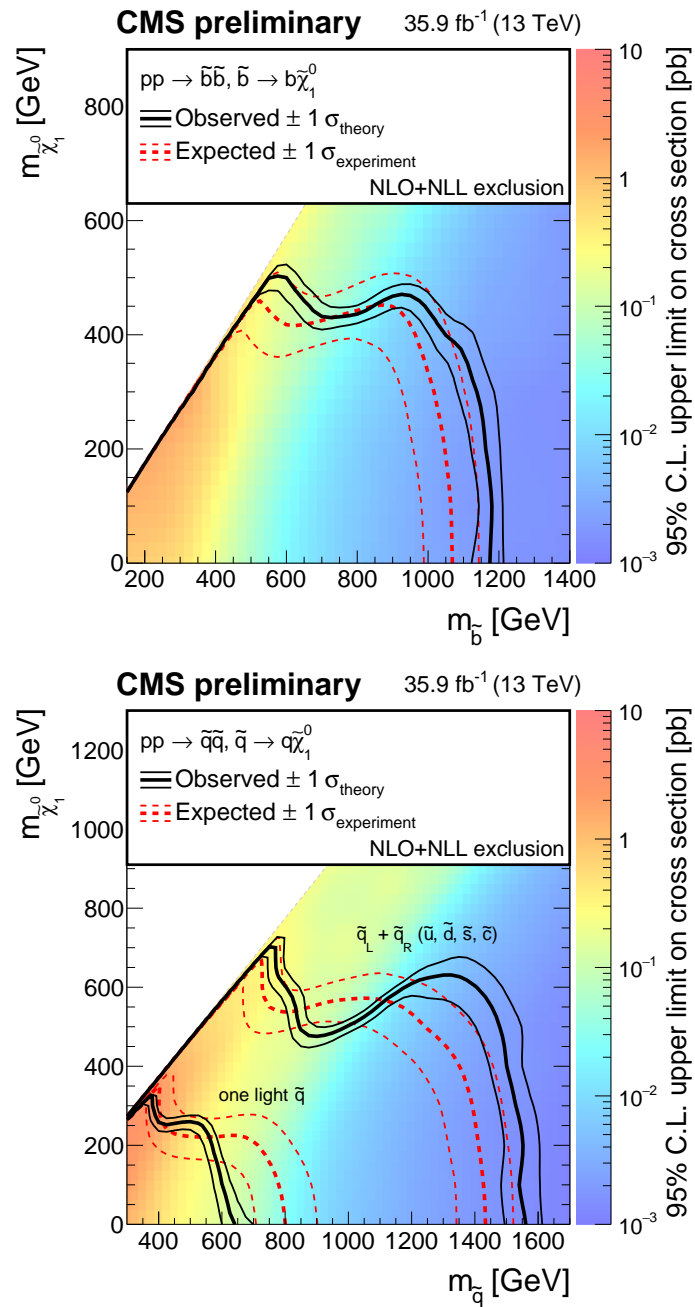 CMS preliminary 35.9 fb⁻¹ (13 TeV)
pp → b̃b̃, b̃ → bχ̃₁⁰
Observed ± 1 σ_theory
Expected ± 1 σ_experiment
NLO+NLL exclusion
m_χ̃₁⁰ [GeV]
800
600
400
200
0
200 400 600 800 1000 1200 1400
m_b̃ [GeV]
10
1
10⁻¹
10⁻²
10⁻³
95% C.L. upper limit on cross section [pb]
CMS preliminary 35.9 fb⁻¹ (13 TeV)
pp → q̃q̃, q̃ → qχ̃₁⁰
Observed ± 1 σ_theory
Expected ± 1 σ_experiment
NLO+NLL exclusion
q̃_L + q̃_R (ũ, d̃, s̃, c̃)
one light q̃
m_χ̃₁⁰ [GeV]
1200
1000
800
600
400
200
0
400 600 800 1000 1200 1400 1600
m_q̃ [GeV]
10
1
10⁻¹
10⁻²
10⁻³
95% C.L. upper limit on cross section [pb]